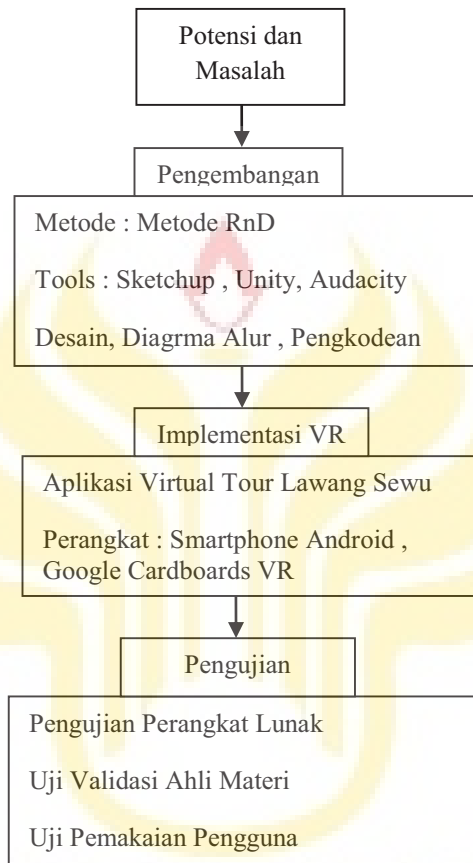 Potensi dan
Masalah
Pengembangan
Metode : Metode RnD
Tools : Sketchup , Unity, Audacity
Desain, Diagrma Alur , Pengkodean
Implementasi VR
Aplikasi Virtual Tour Lawang Sewu
Perangkat : Smartphone Android ,
Google Cardboards VR
Pengujian
Pengujian Perangkat Lunak
Uji Validasi Ahli Materi
Uji Pemakaian Pengguna